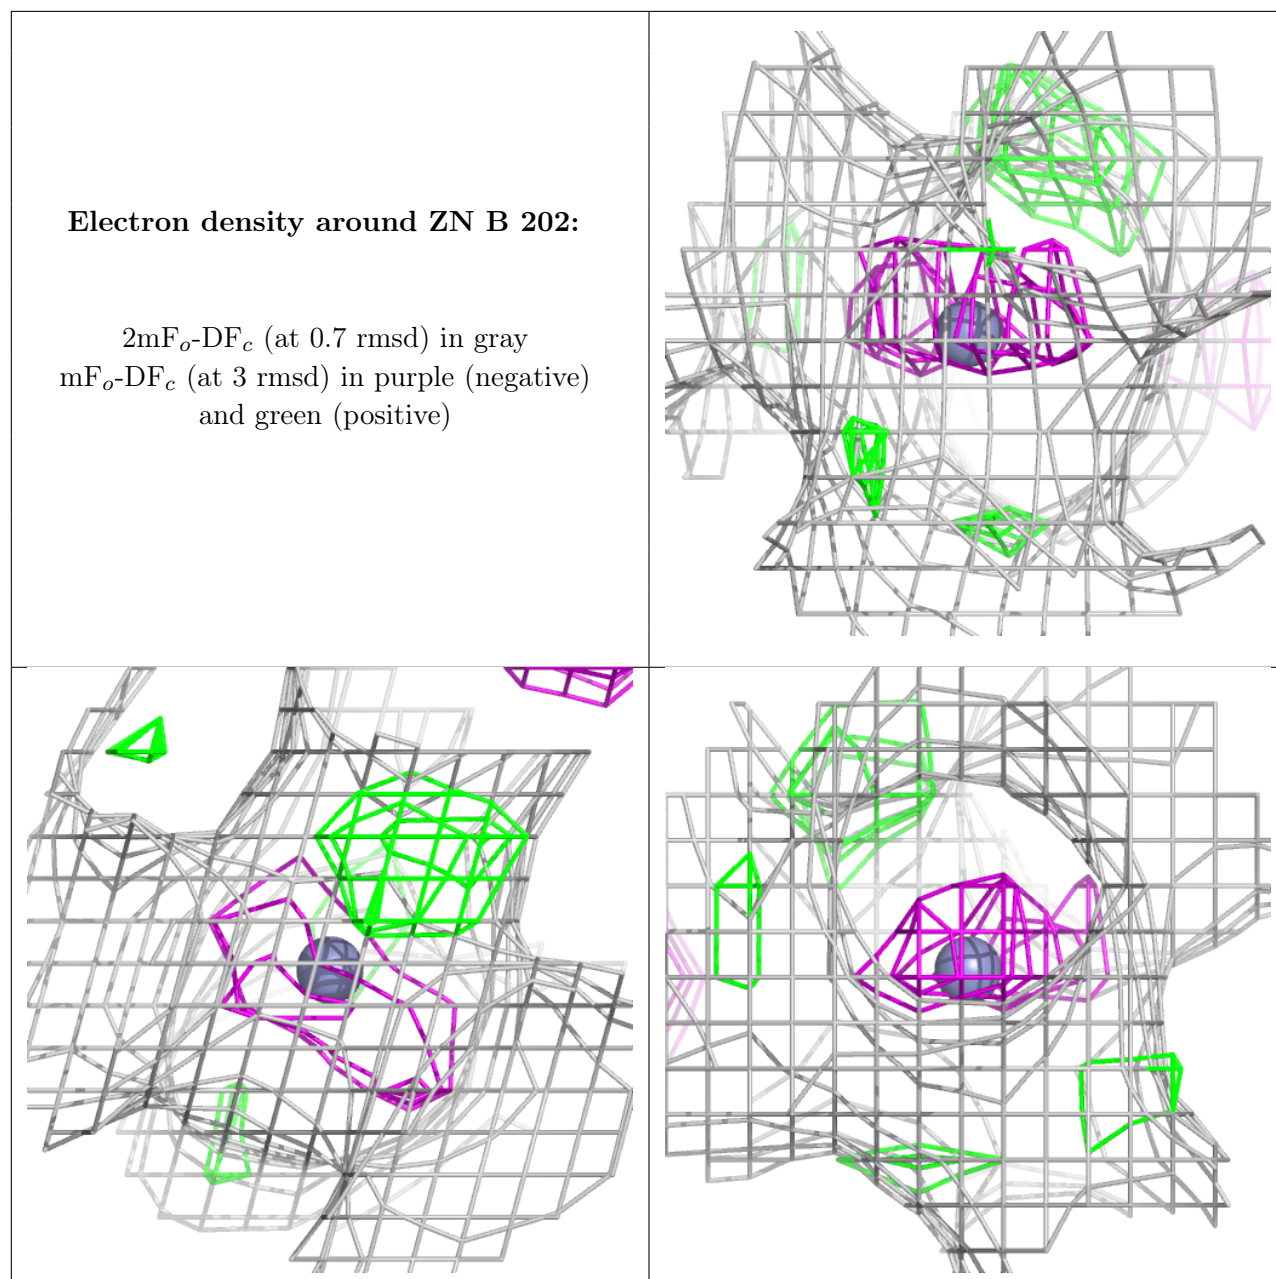 Electron density around ZN B 202:
2mFₒ-DF𝒸 (at 0.7 rmsd) in gray
mFₒ-DF𝒸 (at 3 rmsd) in purple (negative)
and green (positive)